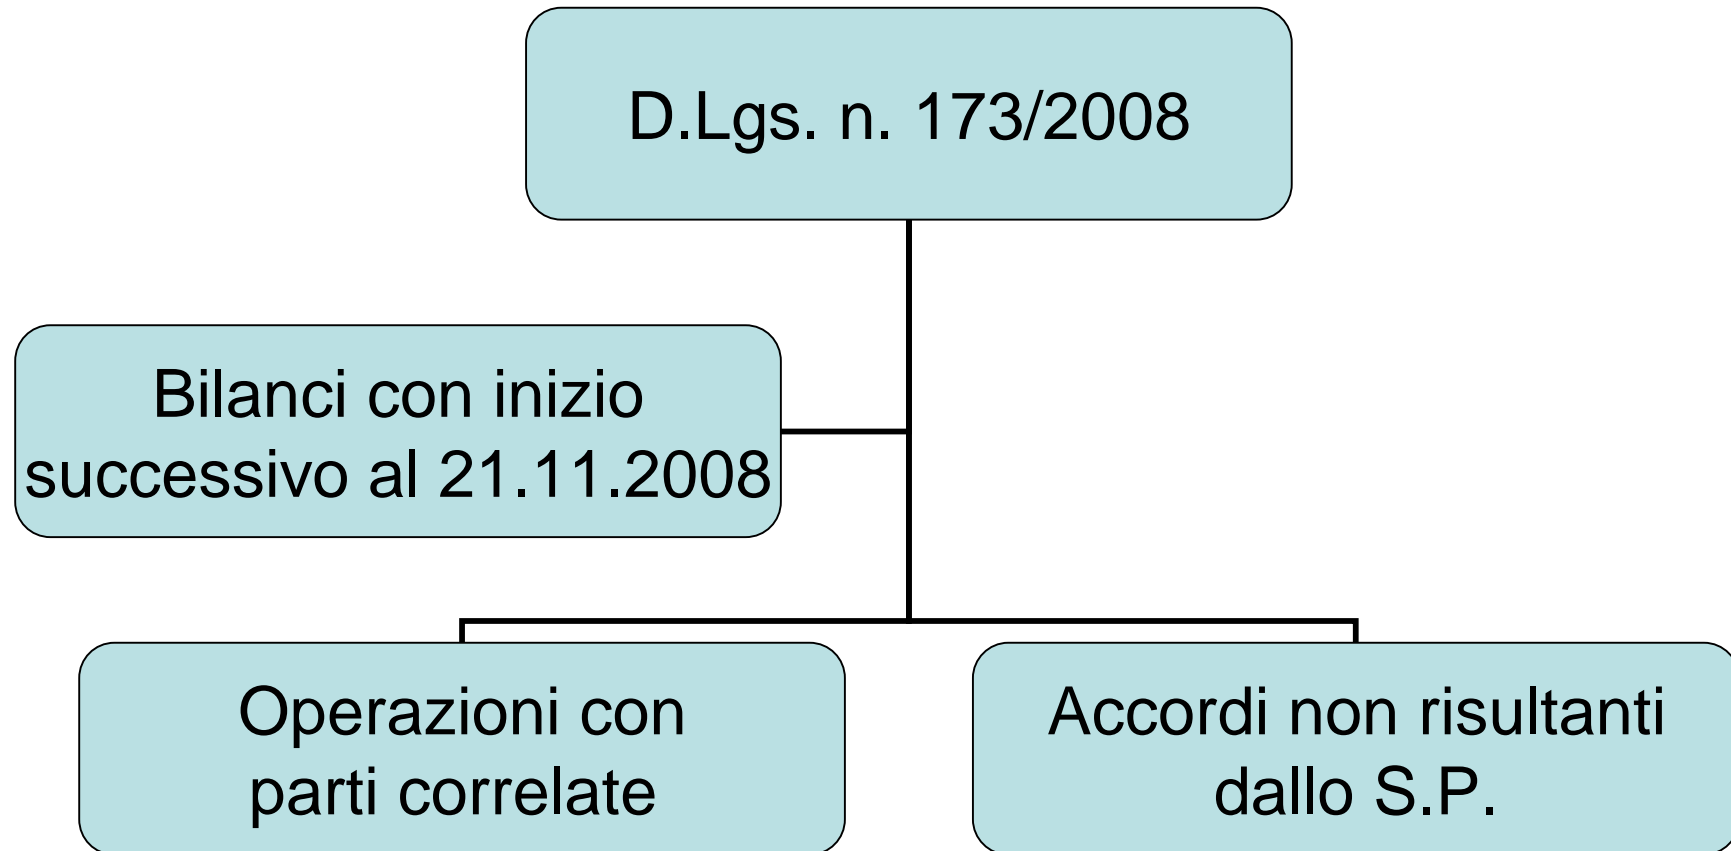 D.Lgs. n. 173/2008
Bilanci con inizio
successivo al 21.11.2008
Operazioni con
parti correlate
Accordi non risultanti
dallo S.P.